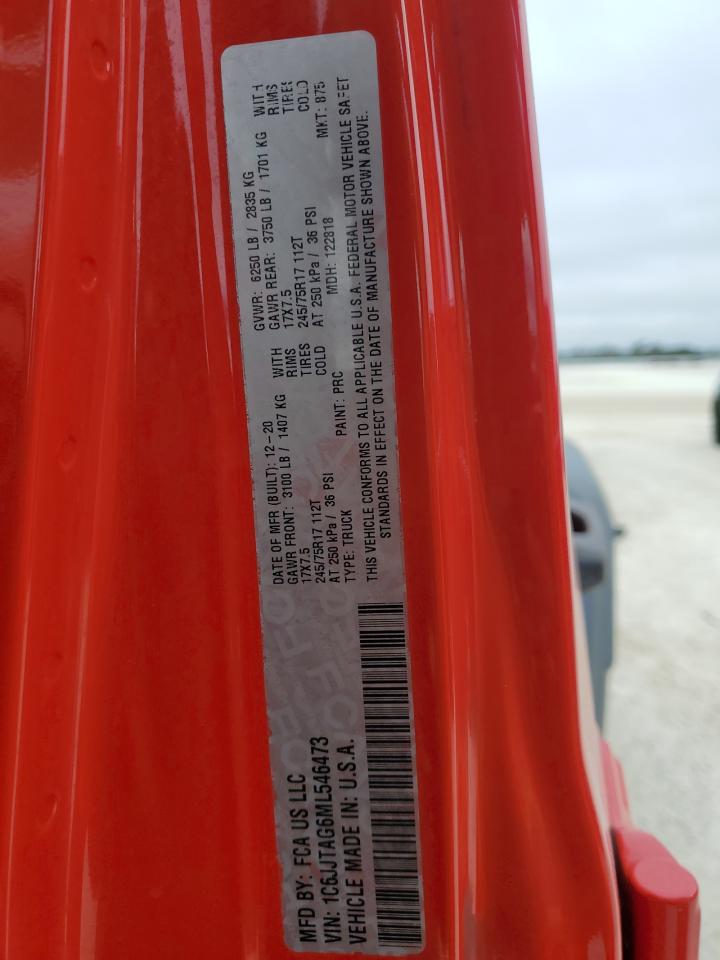 MFD BY: FCA US LLC
VIN: 1C6JJTAG6ML546473
VEHICLE MADE IN: U.S.A.
DATE OF MFR (BUILT): 12-20 GVWR: 6250 LB / 2835 KG
GAWR FRONT: 3100 LB / 1407 KG WITH GAWR REAR: 3750 LB / 1701 KG WITH
17X7.5 RIMS 17X7.5 RIMS
245/75R17 112T TIRES 245/75R17 112T TIRES
AT 250 kPa / 36 PSI COLD AT 250 kPa / 36 PSI COLD
TYPE: TRUCK PAINT: PRC MDH: 122818 MKT: 875
THIS VEHICLE CONFORMS TO ALL APPLICABLE U.S.A. FEDERAL MOTOR VEHICLE SAFET
STANDARDS IN EFFECT ON THE DATE OF MANUFACTURE SHOWN ABOVE.